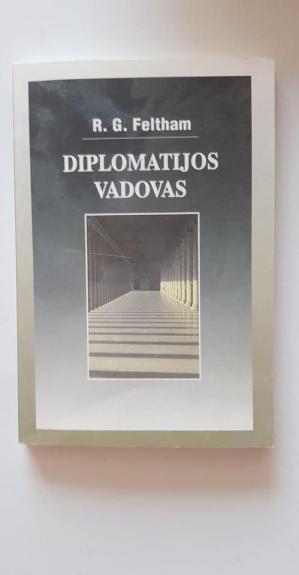 R. G. Feltham
DIPLOMATIJOS
VADOVAS